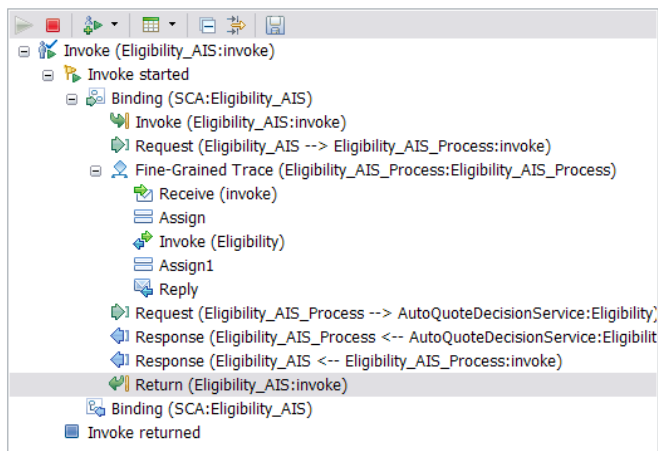 Invoke (Eligibility_AIS:invoke)
Invoke started
Binding (SCA:Eligibility_AIS)
Invoke (Eligibility_AIS:invoke)
Request (Eligibility_AIS --> Eligibility_AIS_Process:invoke)
Fine-Grained Trace (Eligibility_AIS_Process:Eligibility_AIS_Process)
Receive (invoke)
Assign
Invoke (Eligibility)
Assign1
Reply
Request (Eligibility_AIS_Process --> AutoQuoteDecisionService:Eligibility)
Response (Eligibility_AIS_Process <-- AutoQuoteDecisionService:Eligibilit
Response (Eligibility_AIS <-- Eligibility_AIS_Process:invoke)
Return (Eligibility_AIS:invoke)
Binding (SCA:Eligibility_AIS)
Invoke returned